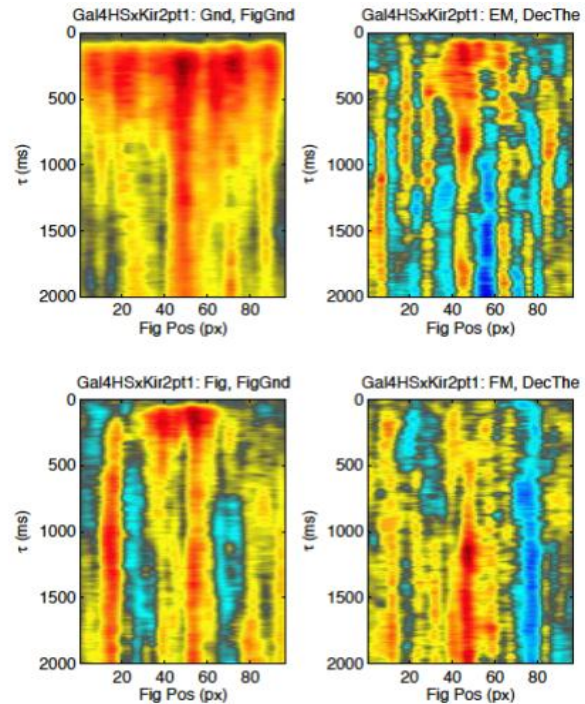 Gal4HSxKir2pt1: Gnd, FigGnd
0
500
1000
1500
2000
τ (ms)
20 40 60 80
Fig Pos (px)
Gal4HSxKir2pt1: EM, DecThe
0
500
1000
1500
2000
τ (ms)
20 40 60 80
Fig Pos (px)
Gal4HSxKir2pt1: Fig, FigGnd
0
500
1000
1500
2000
τ (ms)
20 40 60 80
Fig Pos (px)
Gal4HSxKir2pt1: FM, DecThe
0
500
1000
1500
2000
τ (ms)
20 40 60 80
Fig Pos (px)